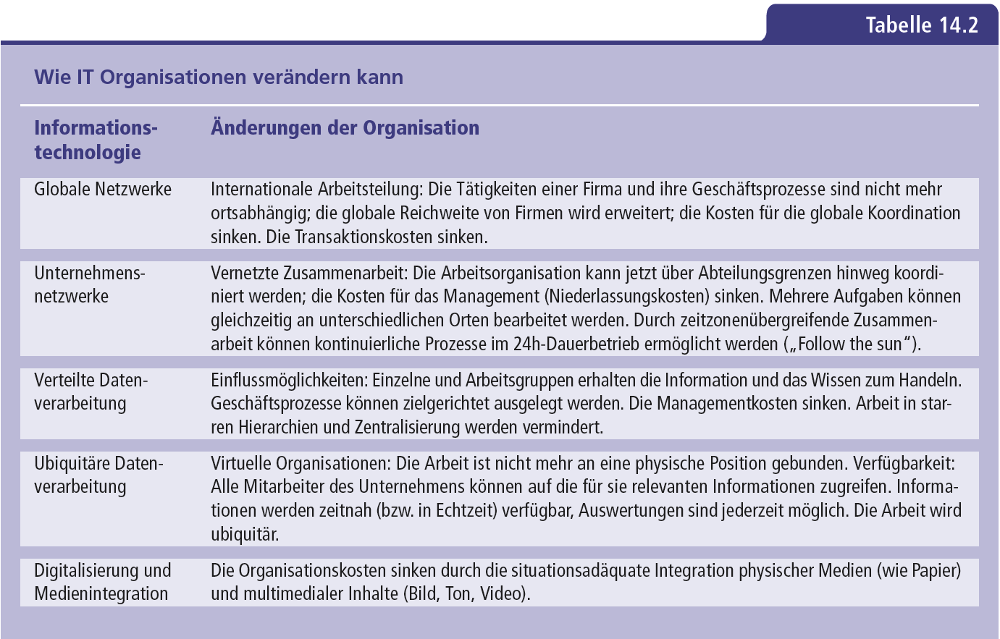 Tabelle 14.2
Wie IT Organisationen verändern kann
Informations-
technologie
Änderungen der Organisation
Globale Netzwerke
Internationale Arbeitsteilung: Die Tätigkeiten einer Firma und ihre Geschäftsprozesse sind nicht mehr
ortsabhängig; die globale Reichweite von Firmen wird erweitert; die Kosten für die globale Koordination
sinken. Die Transaktionskosten sinken.
Unternehmens-
netzwerke
Vernetzte Zusammenarbeit: Die Arbeitsorganisation kann jetzt über Abteilungsgrenzen hinweg koordi-
niert werden; die Kosten für das Management (Niederlassungskosten) sinken. Mehrere Aufgaben können
gleichzeitig an unterschiedlichen Orten bearbeitet werden. Durch zeitzonenübergreifende Zusammen-
arbeit können kontinuierliche Prozesse im 24h-Dauerbetrieb ermöglicht werden („Follow the sun“).
Verteilte Daten-
verarbeitung
Einflussmöglichkeiten: Einzelne und Arbeitsgruppen erhalten die Information und das Wissen zum Handeln.
Geschäftsprozesse können zielgerichtet ausgelegt werden. Die Managementkosten sinken. Arbeit in star-
ren Hierarchien und Zentralisierung werden vermindert.
Ubiquitäre Daten-
verarbeitung
Virtuelle Organisationen: Die Arbeit ist nicht mehr an eine physische Position gebunden. Verfügbarkeit:
Alle Mitarbeiter des Unternehmens können auf die für sie relevanten Informationen zugreifen. Informa-
tionen werden zeitnah (bzw. in Echtzeit) verfügbar, Auswertungen sind jederzeit möglich. Die Arbeit wird
ubiquitär.
Digitalisierung und
Medienintegration
Die Organisationskosten sinken durch die situationsadäquate Integration physischer Medien (wie Papier)
und multimedialer Inhalte (Bild, Ton, Video).